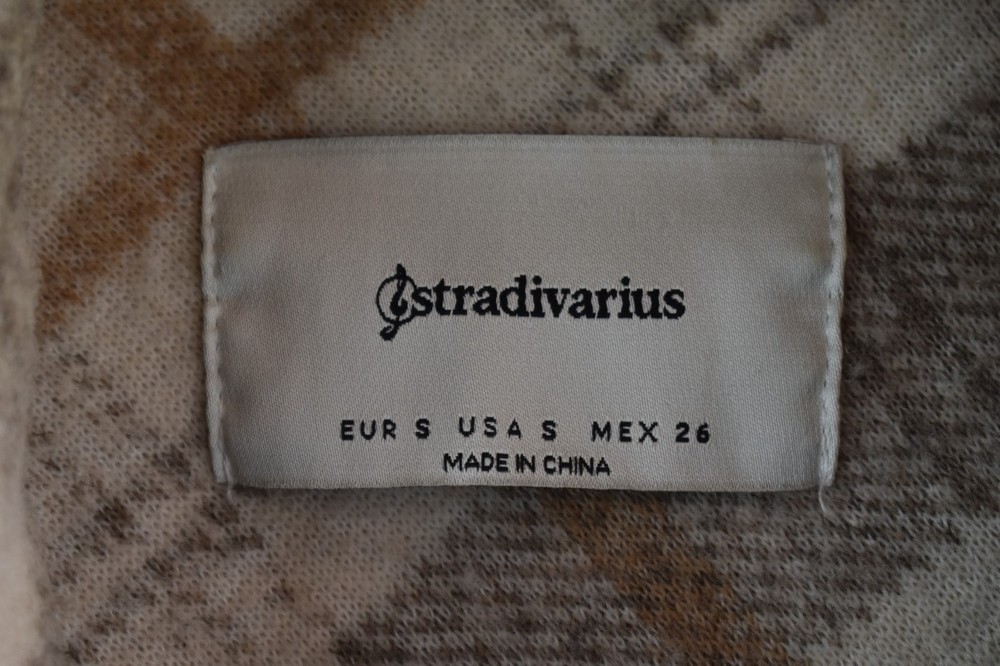 stradivarius
EUR S USA S MEX 26
MADE IN CHINA